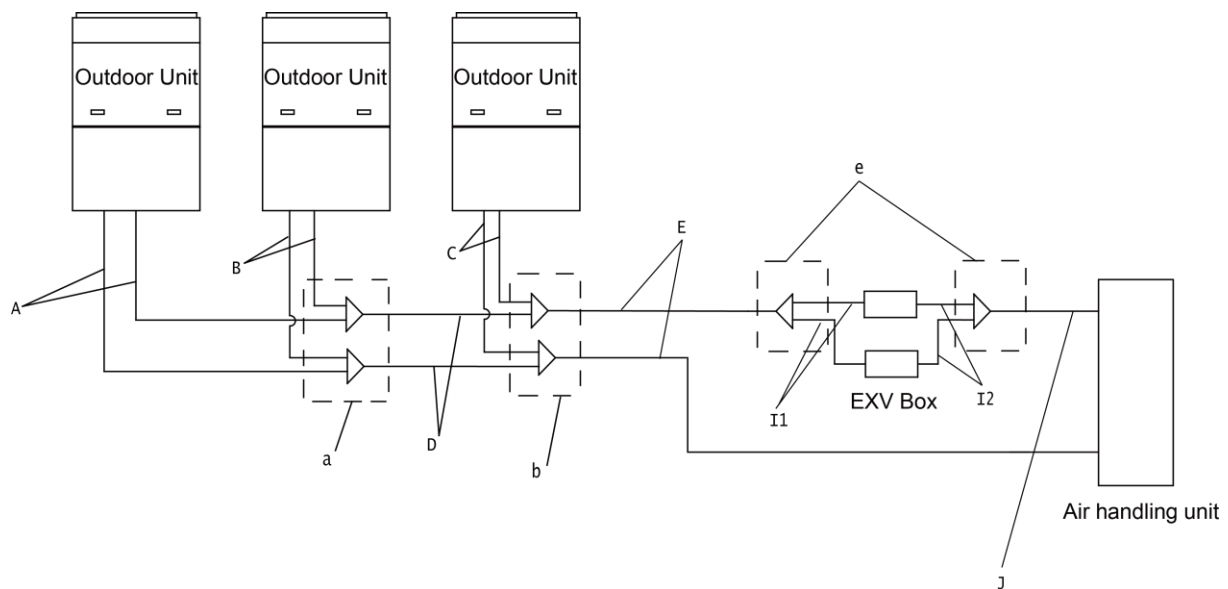 Outdoor Unit
Outdoor Unit
Outdoor Unit
e
E
C
B
A
I1
EXV Box
I2
a
D
b
Air handling unit
J